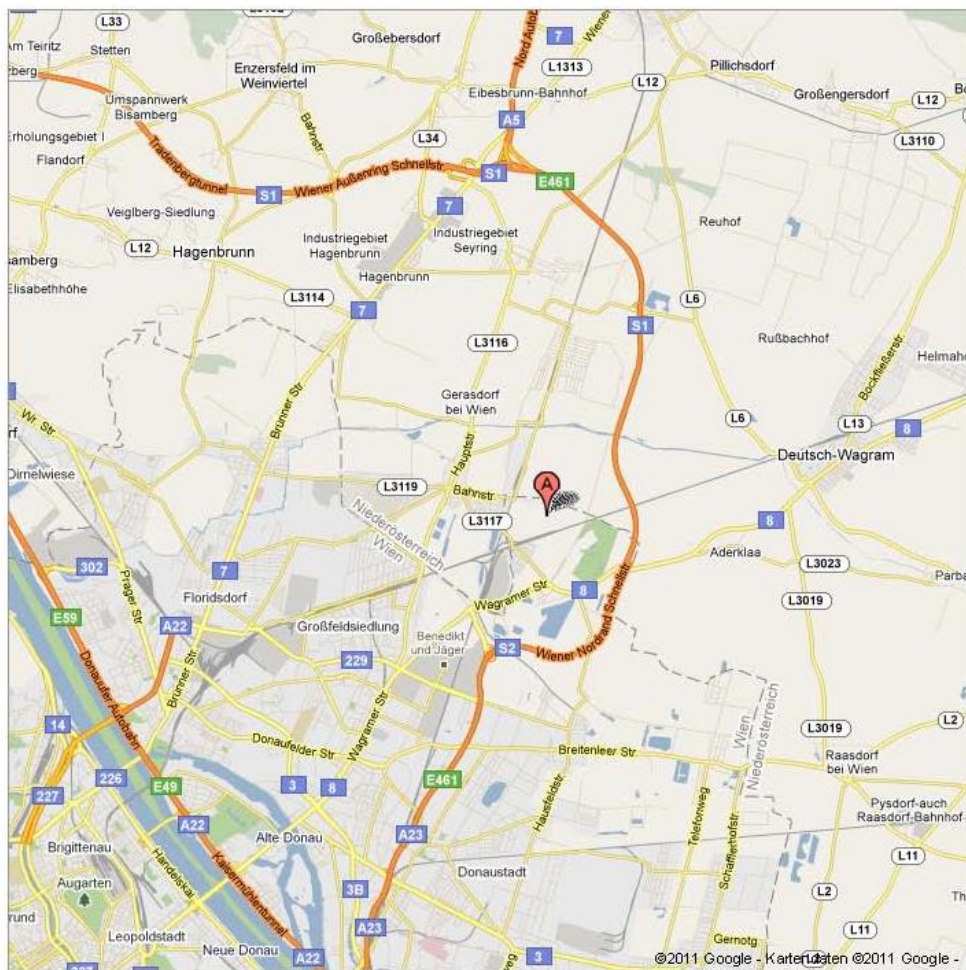 L33
Am Teiritz
Stetten
Großebersdorf
7
Nord Autobahn
L1313
L12
Pillichsdorf
Enzersfeld im
Weinviertel
Großengersdorf
L12
Umspannwerk
Bisamberg
Eibesbrunn-Bahnhof
A5
L34
L3110
Bahnstr
Flandorf
Tradenbergtunnel
S1
Wiener Außenring Schnellstr
S1
E461
Veiglberg-Siedlung
7
Reuhof
L12
Hagenbrunn
Industriegebiet
Hagenbrunn
Industriegebiet
Seyring
Hagenbrunn
Elisabethhöhe
L3114
7
L6
S1
Rußbachhof
L3116
Bockfließerstr
Brünner Str
Gerasdorf
bei Wien
L6
L13
8
Deutsch-Wagram
Wr. Str
Hauptstr
L3119
Bahnstr.
A
L3117
Niederösterreich
Wien
8
Aderklaa
L3023
302
7
Prager Str
Floridsdorf
Wagramer Str
8
L3019
E59
A22
Großfeldsiedlung
Benedikt
und Jäger
S2
Wiener Nordrand Schnellstr
229
Donauufer Autobahn
Brünner Str
Wagramer Str
14
Donaufelder Str
Breitenleer Str
Wien
Niederösterreich
L3019
L2
Raasdorf
bei Wien
226
E49
3
8
E461
227
A22
Hausfeldstr
Telefonweg
Schafflerhofstr
Pysdorf-auch
Raasdorf-Bahnhof
Brigittenau
Alte Donau
A23
Handelskai
Kaisermühlentunnel
L11
Augarten
3B
Donaustadt
L2
A23
L11
Leopoldstadt
Neue Donau
A22
3
Gernotg
©2011 Google - Kartendaten ©2011 Google -